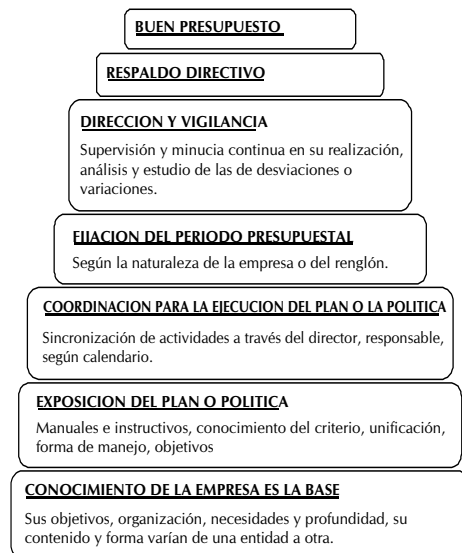 BUEN PRESUPUESTO
RESPALDO DIRECTIVO
DIRECCION Y VIGILANCIA
Supervisión y minucia continua en su realización,
análisis y estudio de las de desviaciones o
variaciones.
FIJACION DEL PERIODO PRESUPUESTAL
Según la naturaleza de la empresa o del renglón.
COORDINACION PARA LA EJECUCION DEL PLAN O LA POLITICA
Sincronización de actividades a través del director, responsable,
según calendario.
EXPOSICION DEL PLAN O POLITICA
Manuales e instructivos, conocimiento del criterio, unificación,
forma de manejo, objetivos
CONOCIMIENTO DE LA EMPRESA ES LA BASE
Sus objetivos, organización, necesidades y profundidad, su
contenido y forma varían de una entidad a otra.